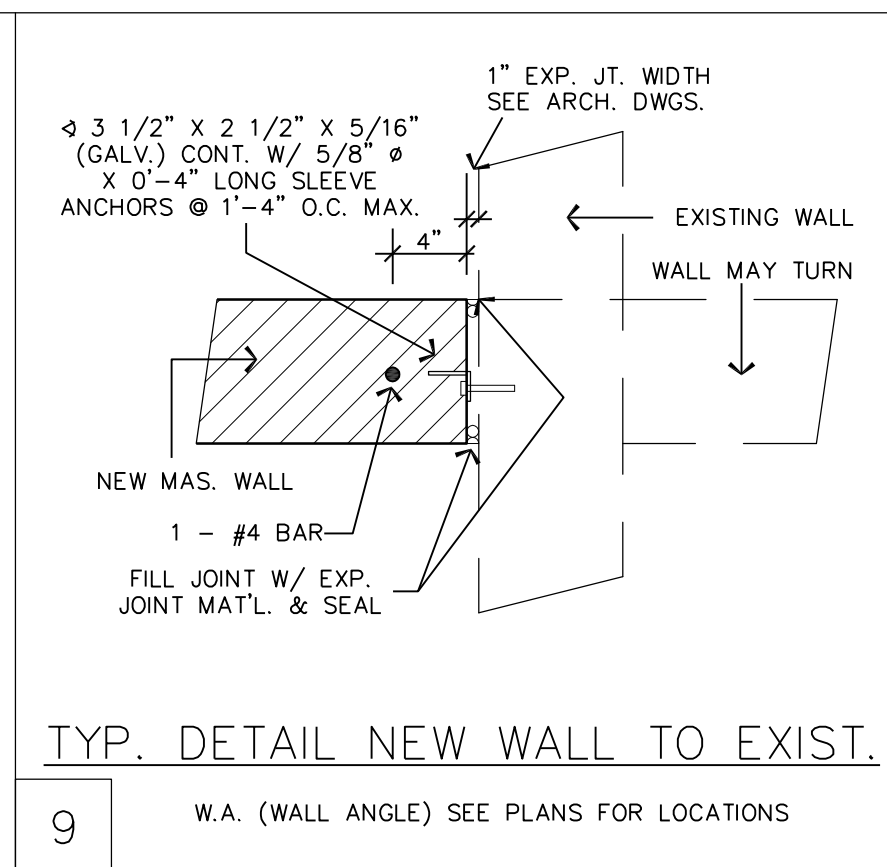 1" EXP. JT. WIDTH
SEE ARCH. DWGS.
∢ 3 1/2" X 2 1/2" X 5/16"
(GALV.) CONT. W/ 5/8" ø
X 0'-4" LONG SLEEVE
ANCHORS @ 1'-4" O.C. MAX.
4"
EXISTING WALL
WALL MAY TURN
NEW MAS. WALL
1 - #4 BAR
FILL JOINT W/ EXP.
JOINT MAT'L. & SEAL
TYP. DETAIL NEW WALL TO EXIST.
9
W.A. (WALL ANGLE) SEE PLANS FOR LOCATIONS